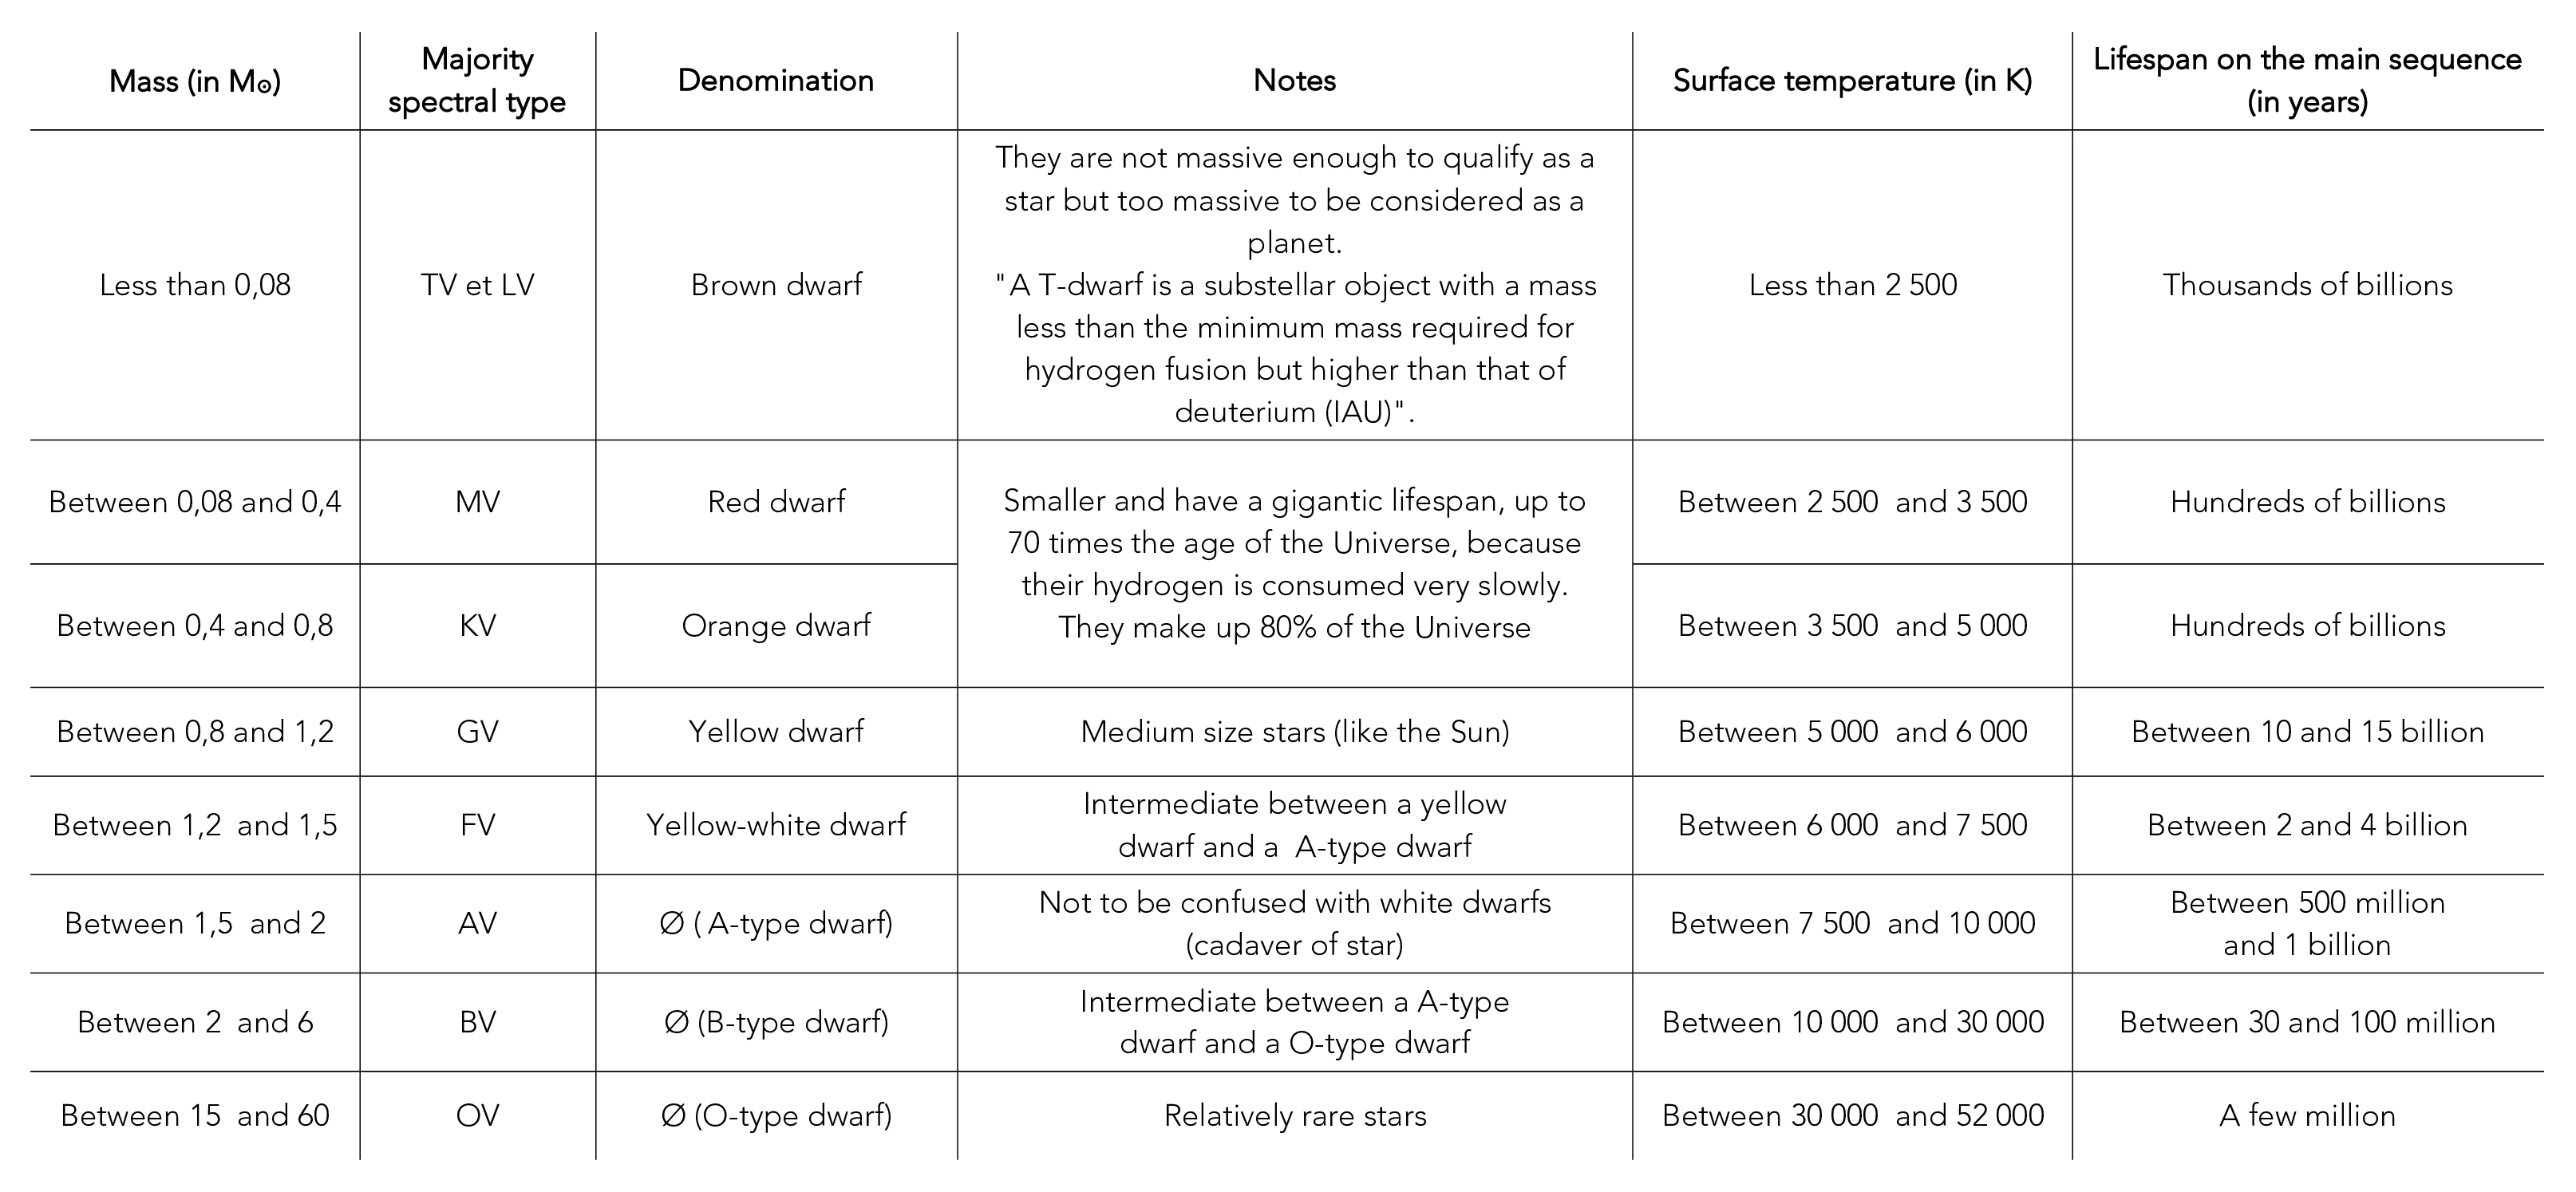 Mass (in M⊙)
Majority
spectral type
Denomination
Notes
Surface temperature (in K)
Lifespan on the main sequence
(in years)
Less than 0,08
TV et LV
Brown dwarf
They are not massive enough to qualify as a
star but too massive to be considered as a
planet.
"A T-dwarf is a substellar object with a mass
less than the minimum mass required for
hydrogen fusion but higher than that of
deuterium (IAU)".
Less than 2 500
Thousands of billions
Between 0,08 and 0,4
MV
Red dwarf
Smaller and have a gigantic lifespan, up to
70 times the age of the Universe, because
their hydrogen is consumed very slowly.
They make up 80% of the Universe
Between 2 500 and 3 500
Hundreds of billions
Between 0,4 and 0,8
KV
Orange dwarf
Between 3 500 and 5 000
Hundreds of billions
Between 0,8 and 1,2
GV
Yellow dwarf
Medium size stars (like the Sun)
Between 5 000 and 6 000
Between 10 and 15 billion
Between 1,2 and 1,5
FV
Yellow-white dwarf
Intermediate between a yellow
dwarf and a A-type dwarf
Between 6 000 and 7 500
Between 2 and 4 billion
Between 1,5 and 2
AV
Ø ( A-type dwarf)
Not to be confused with white dwarfs
(cadaver of star)
Between 7 500 and 10 000
Between 500 million
and 1 billion
Between 2 and 6
BV
Ø (B-type dwarf)
Intermediate between a A-type
dwarf and a O-type dwarf
Between 10 000 and 30 000
Between 30 and 100 million
Between 15 and 60
OV
Ø (O-type dwarf)
Relatively rare stars
Between 30 000 and 52 000
A few million